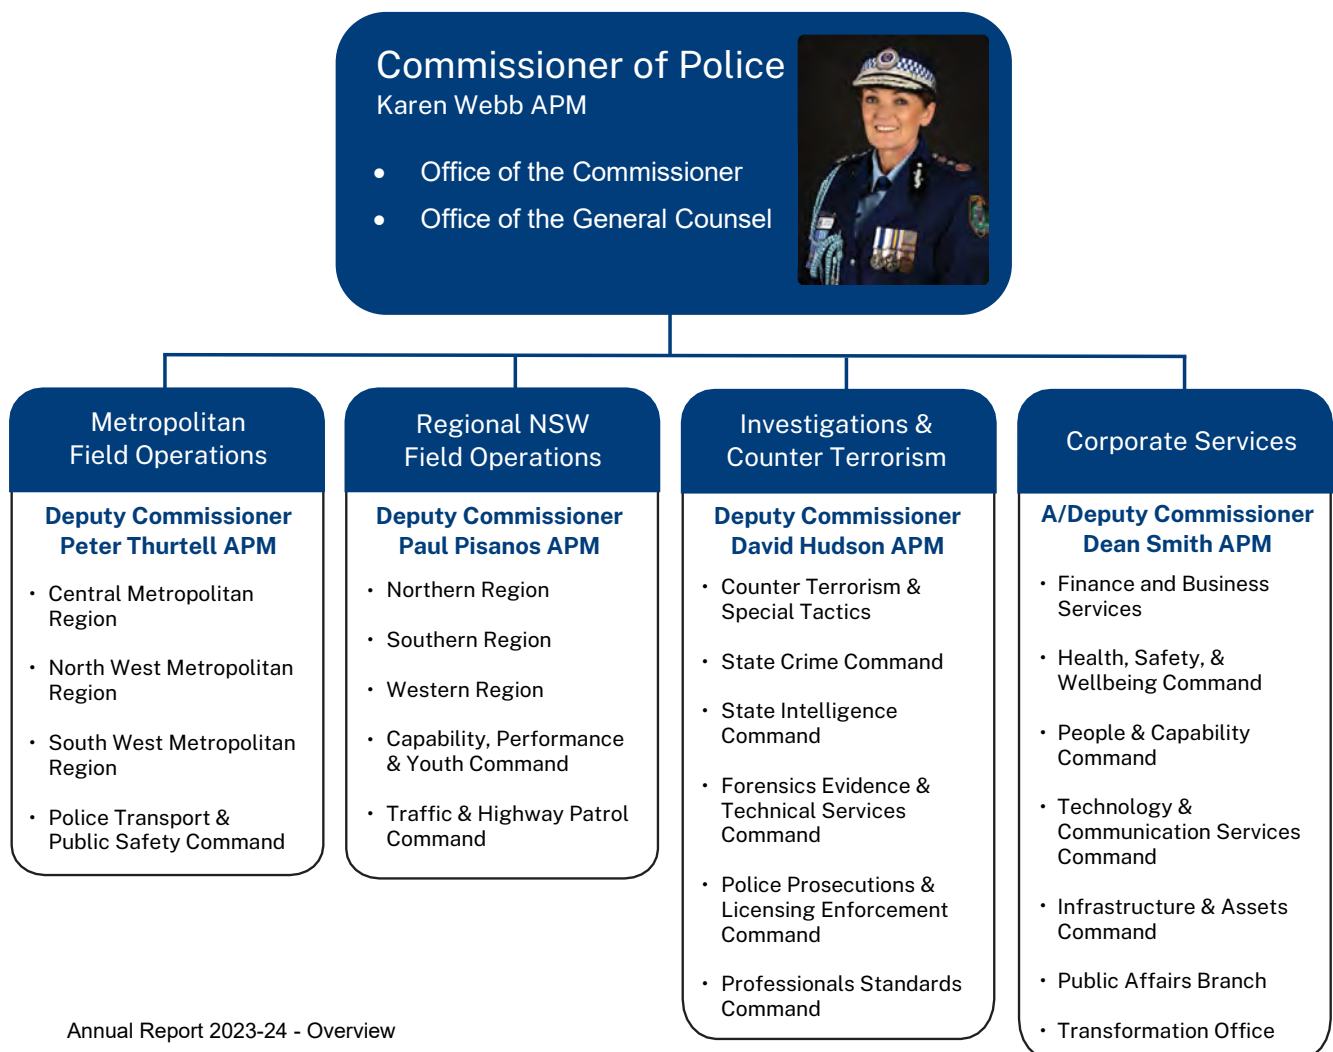 Commissioner of Police
Karen Webb APM
• Office of the Commissioner
• Office of the General Counsel
Metropolitan
Field Operations
Deputy Commissioner
Peter Thurtell APM
• Central Metropolitan
Region
• North West Metropolitan
Region
• South West Metropolitan
Region
• Police Transport &
Public Safety Command
Regional NSW
Field Operations
Deputy Commissioner
Paul Pisanos APM
• Northern Region
• Southern Region
• Western Region
• Capability, Performance
& Youth Command
• Traffic & Highway Patrol
Command
Investigations &
Counter Terrorism
Deputy Commissioner
David Hudson APM
• Counter Terrorism &
Special Tactics
• State Crime Command
• State Intelligence
Command
• Forensics Evidence &
Technical Services
Command
• Police Prosecutions &
Licensing Enforcement
Command
• Professionals Standards
Command
Corporate Services
A/Deputy Commissioner
Dean Smith APM
• Finance and Business
Services
• Health, Safety, &
Wellbeing Command
• People & Capability
Command
• Technology &
Communication Services
Command
• Infrastructure & Assets
Command
• Public Affairs Branch
• Transformation Office
Annual Report 2023-24 - Overview